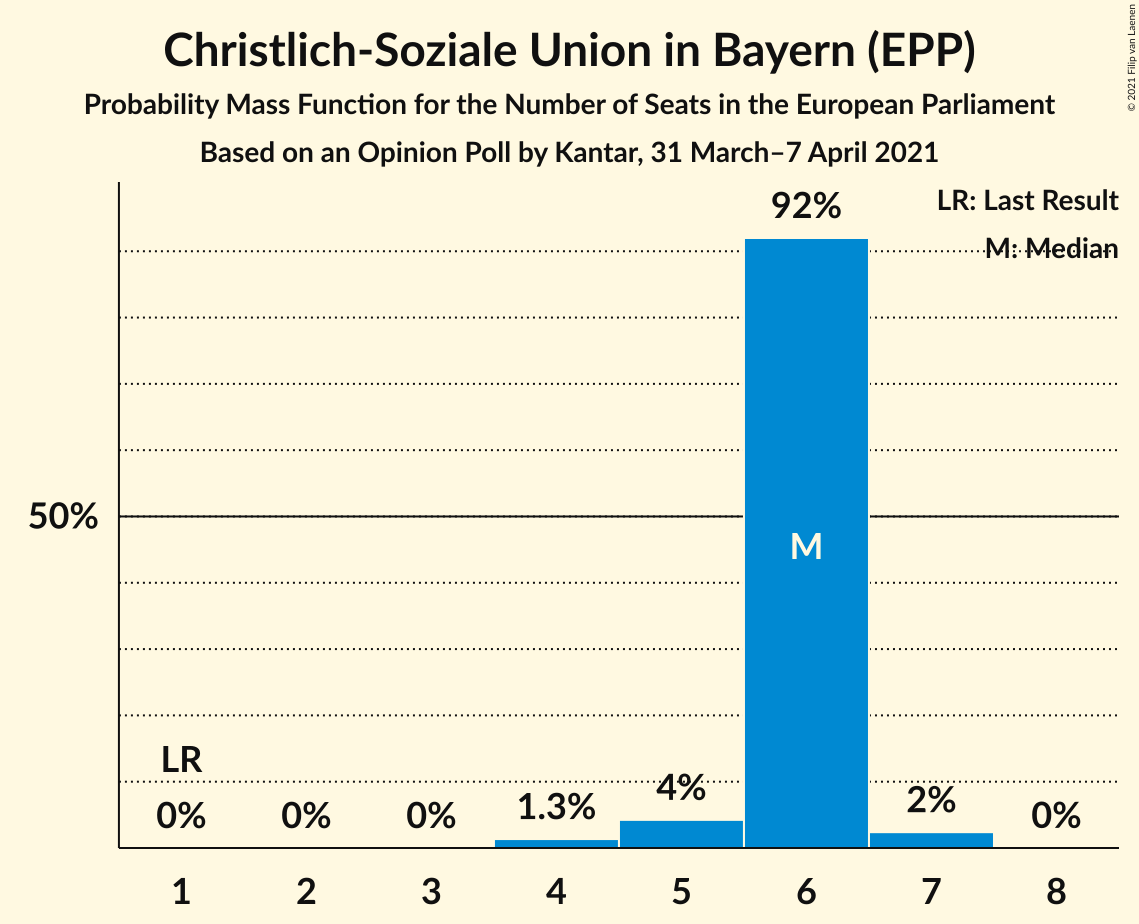 Christlich-Soziale Union in Bayern (EPP)
Probability Mass Function for the Number of Seats in the European Parliament
Based on an Opinion Poll by Kantar, 31 March–7 April 2021
© 2021 Filip van Laenen
LR: Last Result
M: Median
92%
50%
M
LR
0% 0% 0% 1.3% 4% 2% 0%
1 2 3 4 5 6 7 8